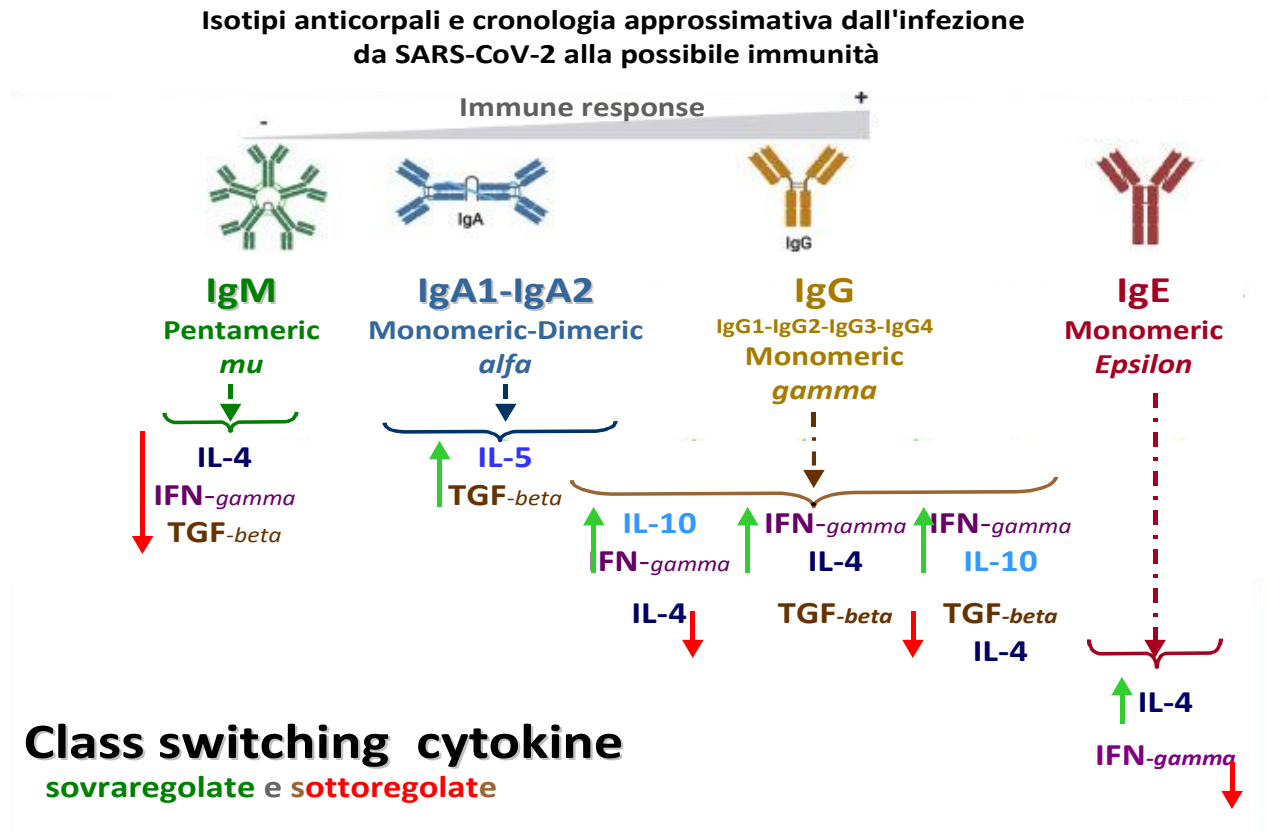 Isotipi anticorpali e cronologia approssimativa dall'infezione
da SARS-CoV-2 alla possibile immunità
Immune response
-
+
IgA
IgG
IgM
Pentameric
mu
IgA1-IgA2
Monomeric-Dimeric
alfa
IgG
IgG1-IgG2-IgG3-IgG4
Monomeric
gamma
IgE
Monomeric
Epsilon
IL-4
IFN-gamma
TGF-beta
IL-5
TGF-beta
IL-10
IFN-gamma
IL-4
IFN-gamma
IL-4
TGF-beta
IFN-gamma
IL-10
TGF-beta
IL-4
IL-4
IFN-gamma
Class switching cytokine
sovraregolate e sottoregolate